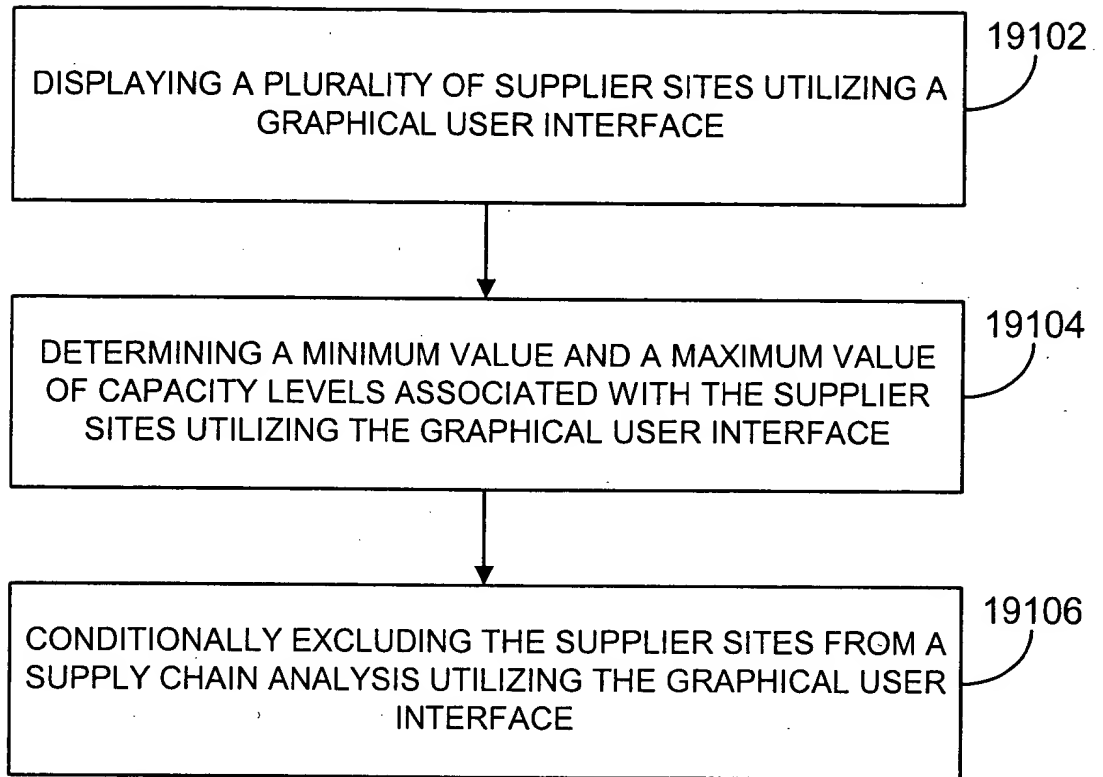 19102
DISPLAYING A PLURALITY OF SUPPLIER SITES UTILIZING A
GRAPHICAL USER INTERFACE
19104
DETERMINING A MINIMUM VALUE AND A MAXIMUM VALUE
OF CAPACITY LEVELS ASSOCIATED WITH THE SUPPLIER
SITES UTILIZING THE GRAPHICAL USER INTERFACE
19106
CONDITIONALLY EXCLUDING THE SUPPLIER SITES FROM A
SUPPLY CHAIN ANALYSIS UTILIZING THE GRAPHICAL USER
INTERFACE